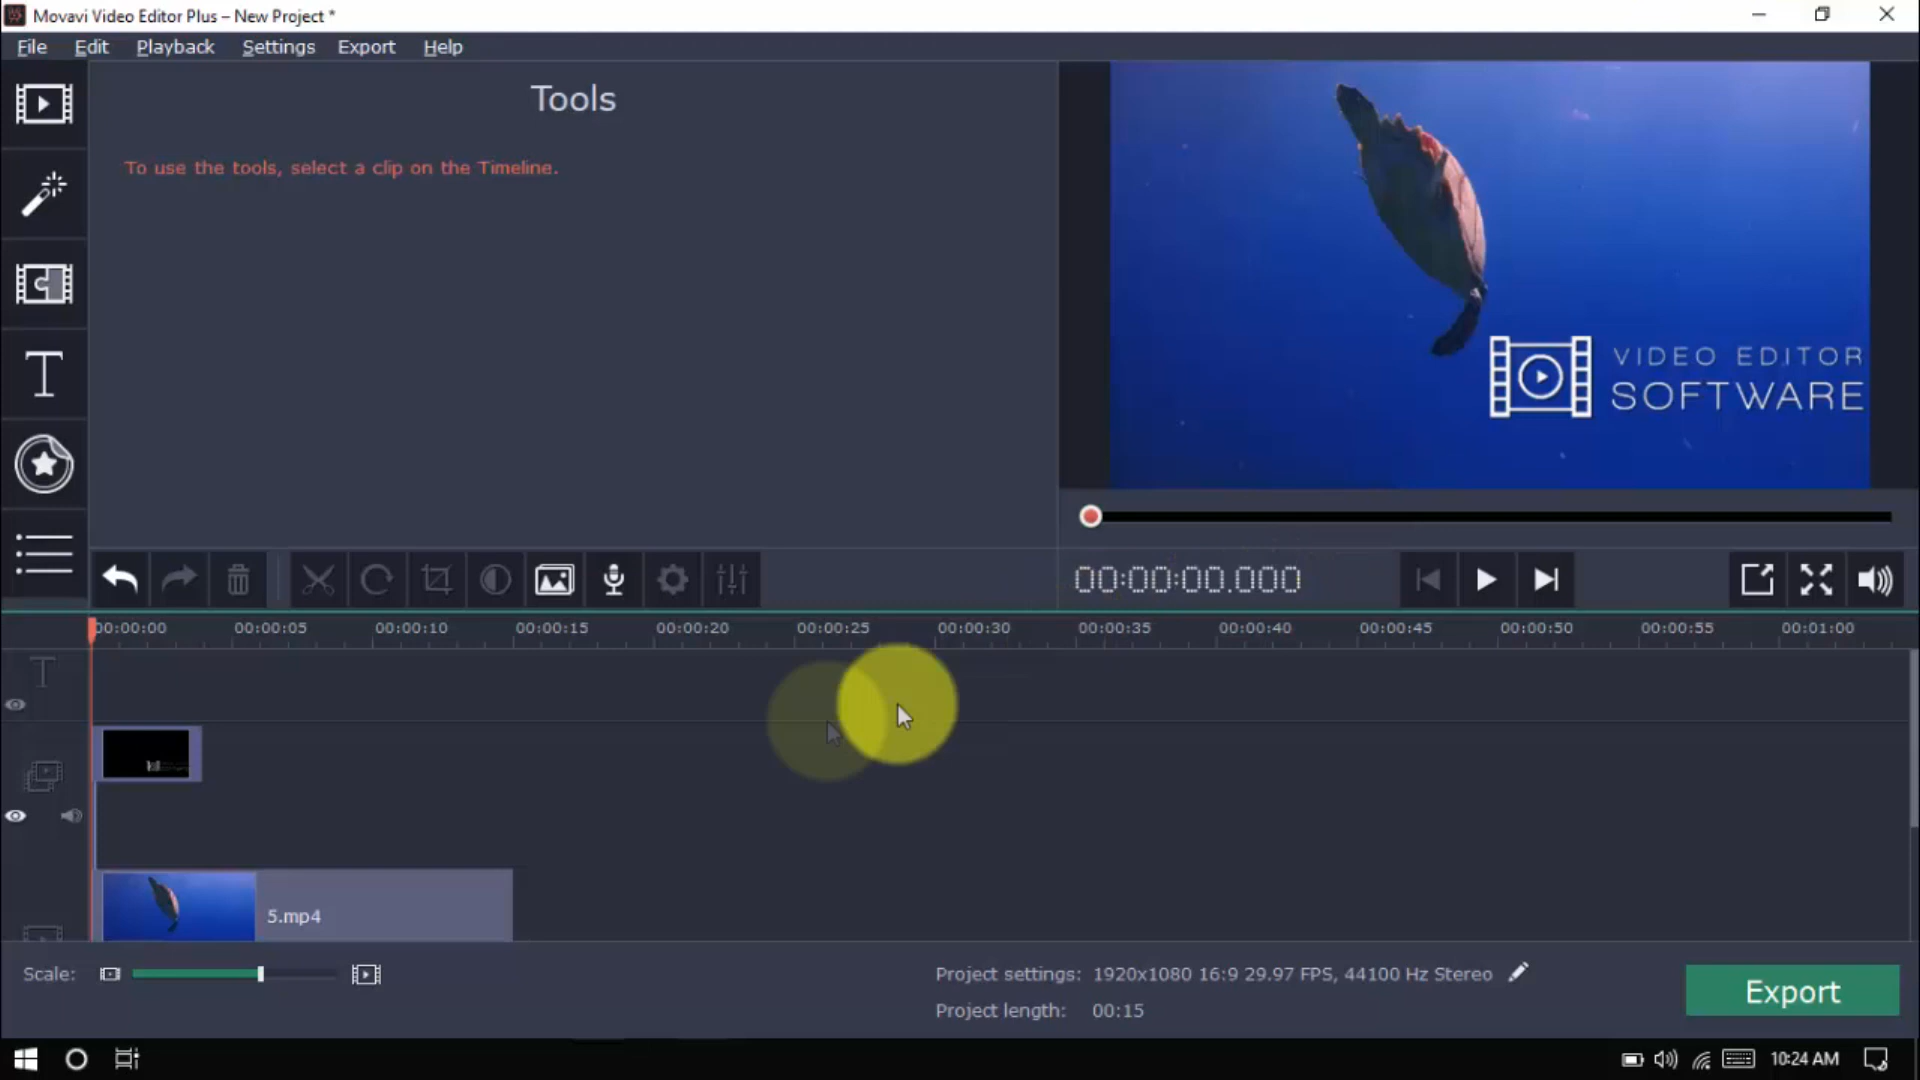 Movavi Video Editor Plus – New Project *
File Edit Playback Settings Export Help
Tools
To use the tools, select a clip on the Timeline.
VIDEO EDITOR
SOFTWARE
00:00:00.000
00:00:00 00:00:05 00:00:10 00:00:15 00:00:20 00:00:25 00:00:30 00:00:35 00:00:40 00:00:45 00:00:50 00:00:55 00:01:00
T
5.mp4
Scale:
Project settings: 1920x1080 16:9 29.97 FPS, 44100 Hz Stereo
Project length: 00:15
Export
10:24 AM